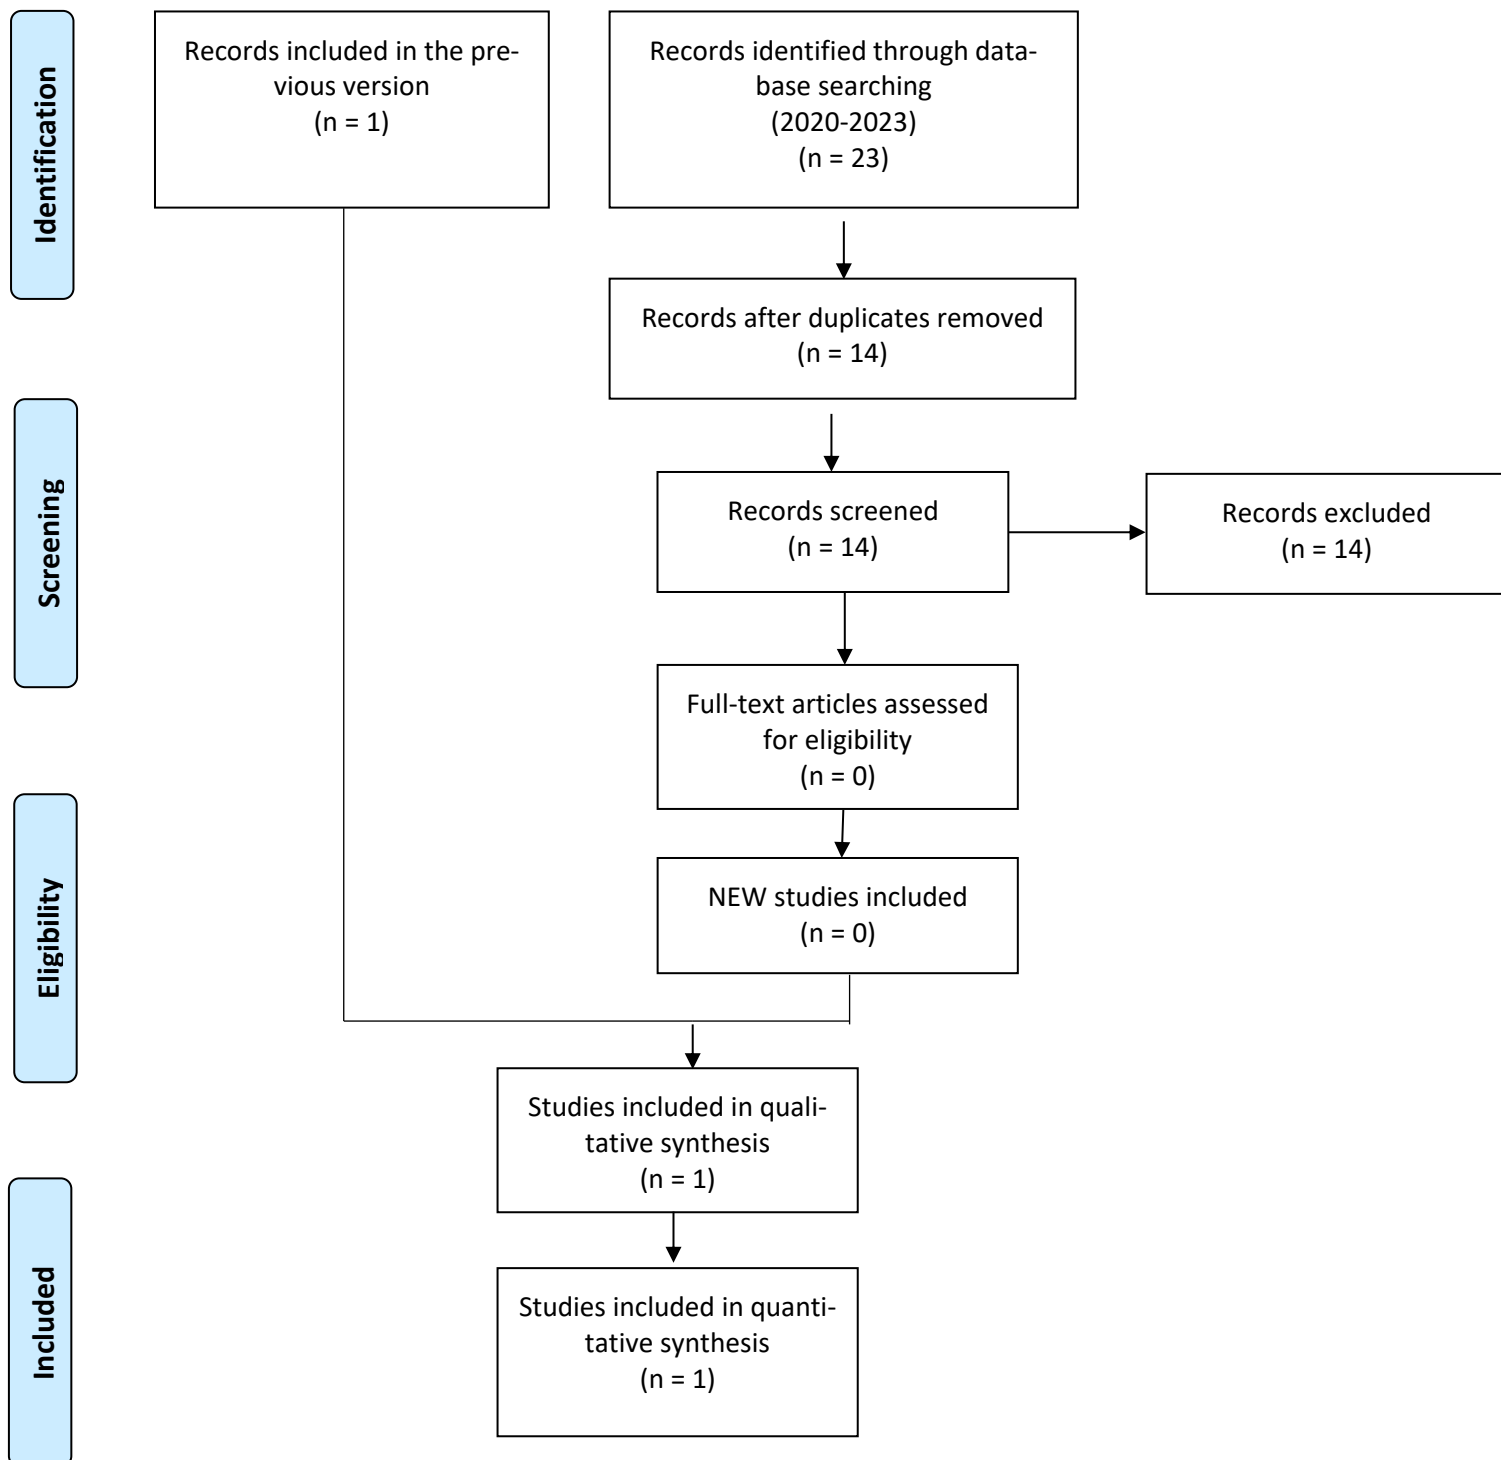 Identification
Records included in the pre-
vious version
(n = 1)
Records identified through data-
base searching
(2020-2023)
(n = 23)
Records after duplicates removed
(n = 14)
Screening
Records screened
(n = 14)
Records excluded
(n = 14)
Full-text articles assessed
for eligibility
(n = 0)
Eligibility
NEW studies included
(n = 0)
Studies included in quali-
tative synthesis
(n = 1)
Included
Studies included in quanti-
tative synthesis
(n = 1)